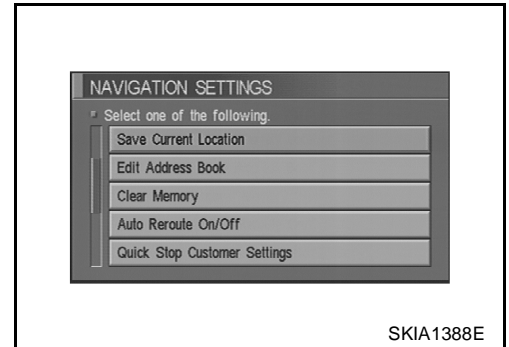 NAVIGATION SETTINGS
Select one of the following.
Save Current Location
Edit Address Book
Clear Memory
Auto Reroute On/Off
Quick Stop Customer Settings
SKIA1388E